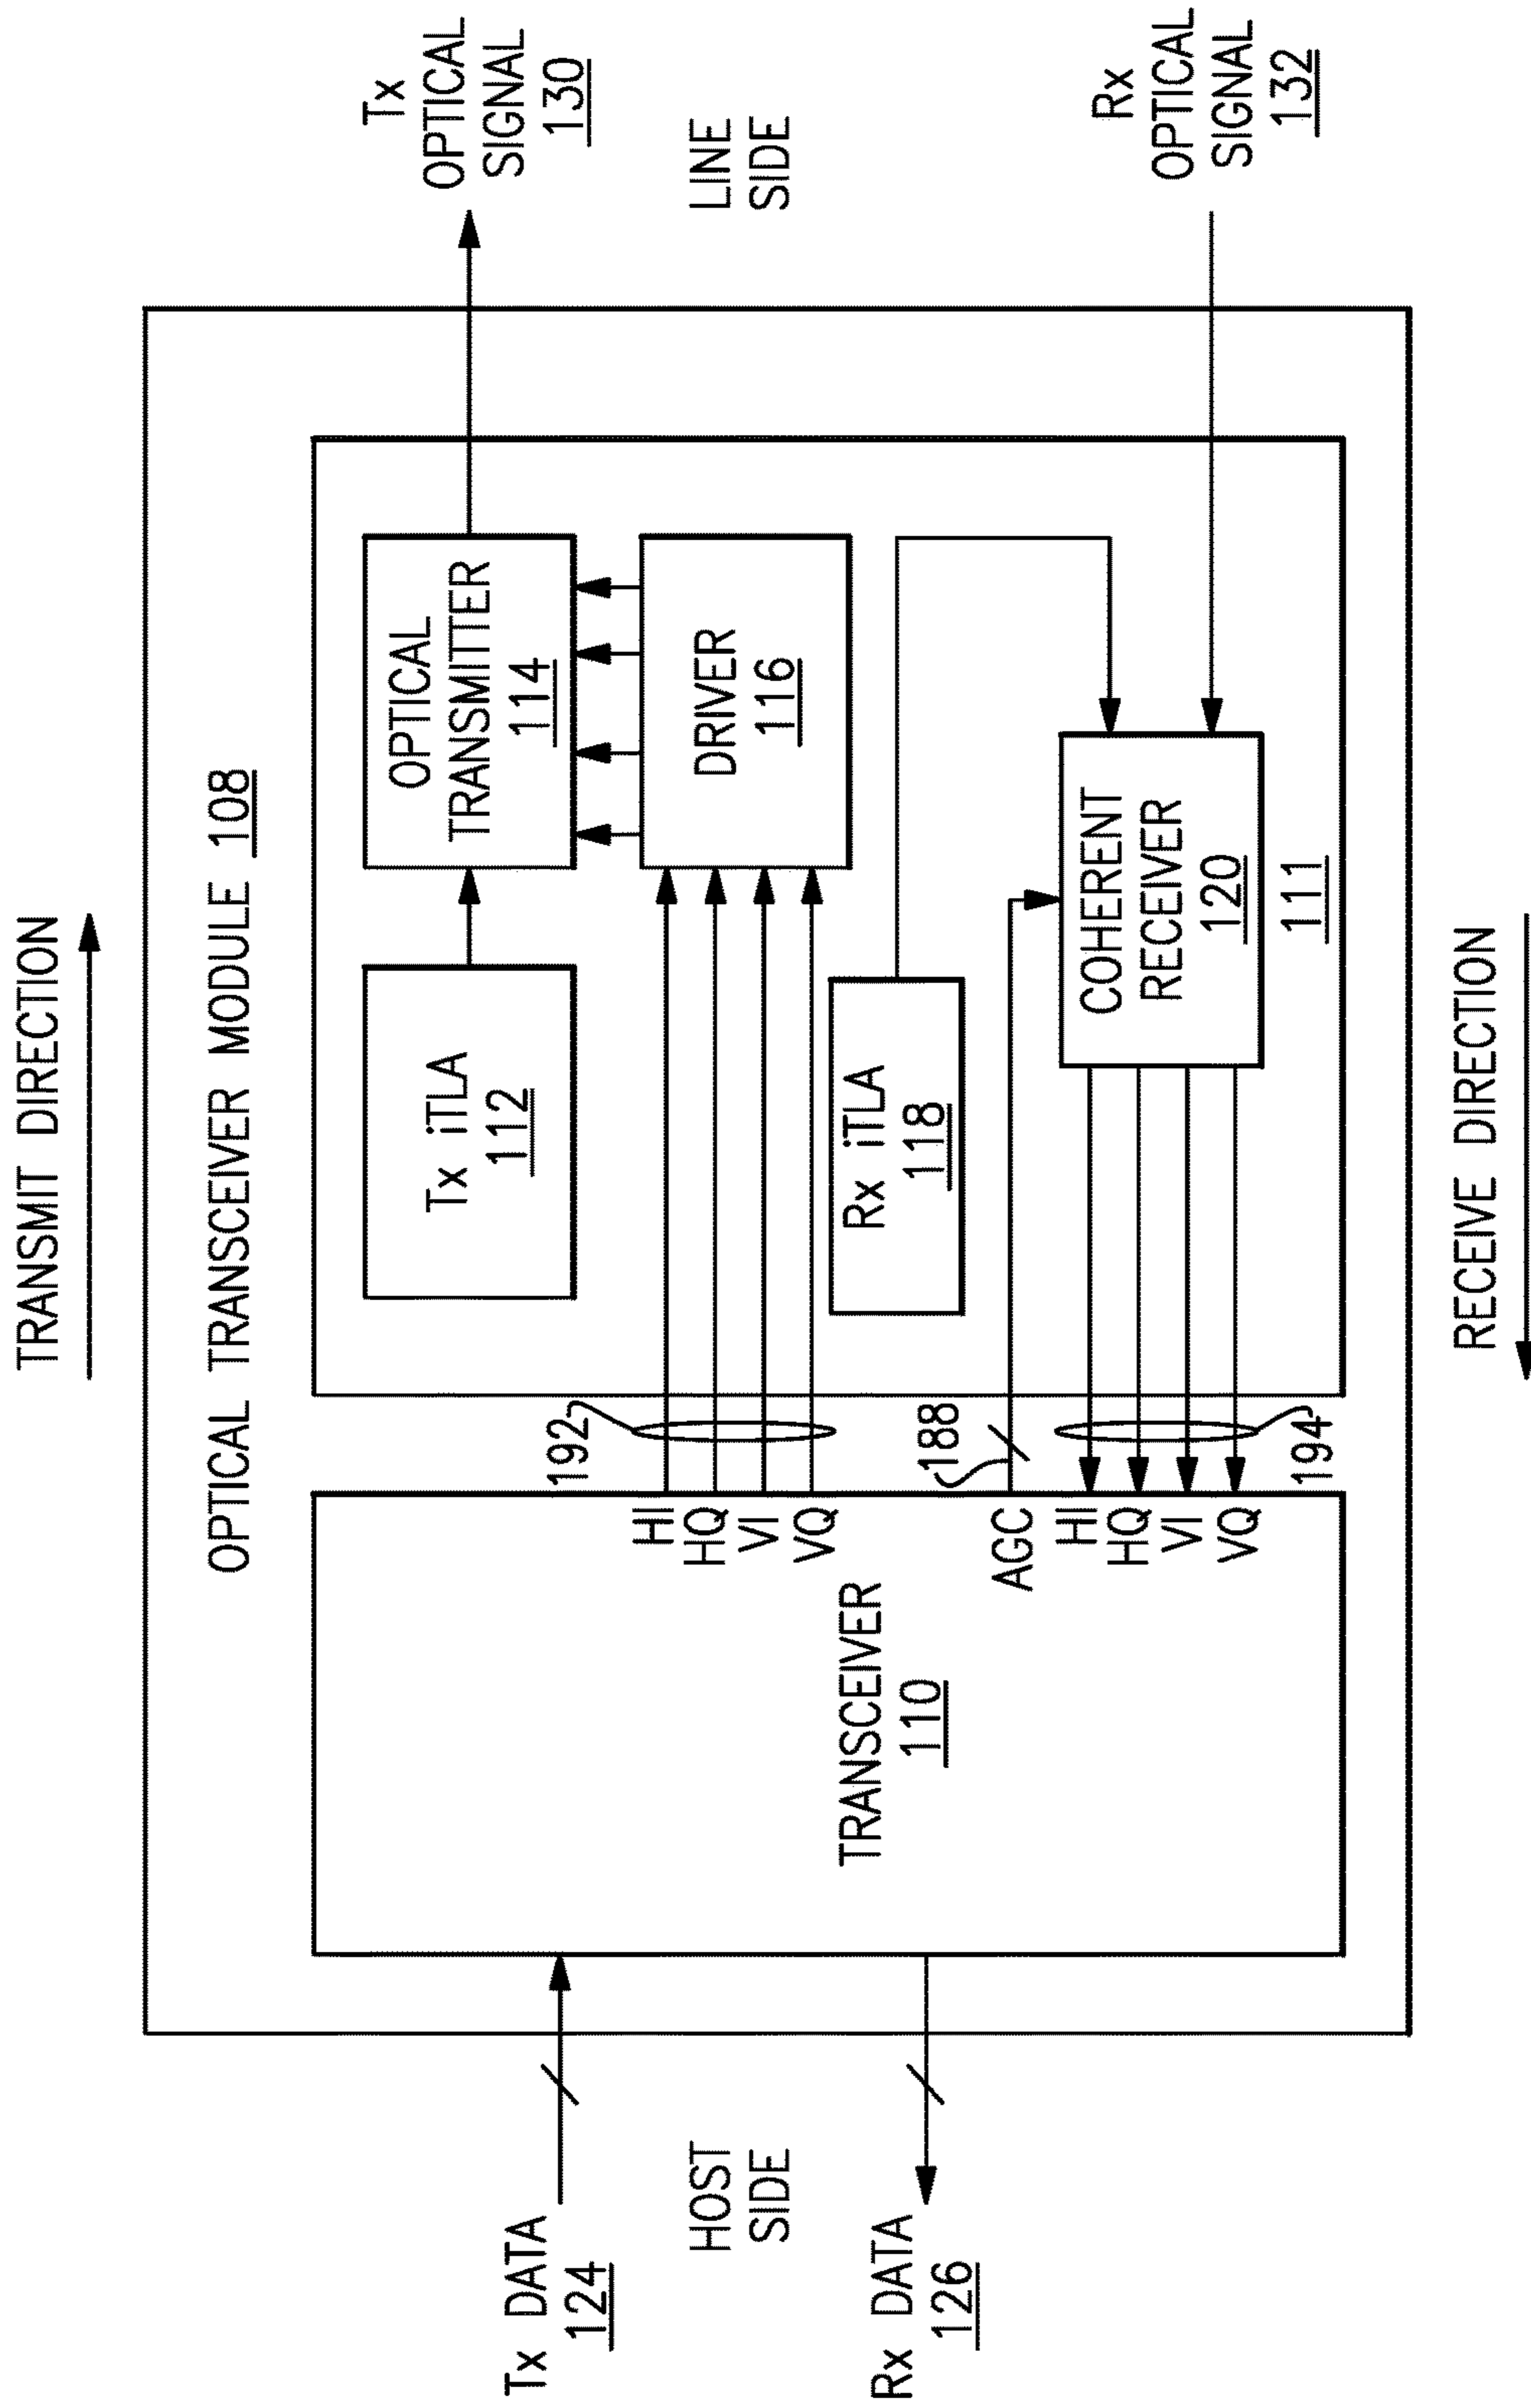 TRANSMIT DIRECTION
OPTICAL TRANSCEIVER MODULE 108
Tx DATA
124
HOST
SIDE
Rx DATA
126
TRANSCEIVER
110
HI
HQ
VI
VQ
AGC
HI
HQ
VI
VQ
192
188
194
Tx iTLA
112
OPTICAL
TRANSMITTER
114
DRIVER
116
Rx iTLA
118
COHERENT
RECEIVER
120
111
Tx
OPTICAL
SIGNAL
130
LINE
SIDE
Rx
OPTICAL
SIGNAL
132
RECEIVE DIRECTION